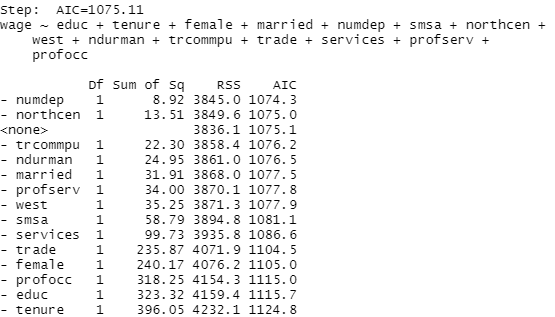 Step:  AIC=1075.11
wage ~ educ + tenure + female + married + numdep + smsa + northcen +
    west + ndurman + trcommpu + trade + services + profserv +
    profocc

           Df Sum of Sq    RSS    AIC
- numdep    1      8.92 3845.0 1074.3
- northcen  1     13.51 3849.6 1075.0
<none>                  3836.1 1075.1
- trcommpu  1     22.30 3858.4 1076.2
- ndurman   1     24.95 3861.0 1076.5
- married   1     31.91 3868.0 1077.5
- profserv  1     34.00 3870.1 1077.8
- west      1     35.25 3871.3 1077.9
- smsa      1     58.79 3894.8 1081.1
- services  1     99.73 3935.8 1086.6
- trade     1    235.87 4071.9 1104.5
- female    1    240.17 4076.2 1105.0
- profocc   1    318.25 4154.3 1115.0
- educ      1    323.32 4159.4 1115.7
- tenure    1    396.05 4232.1 1124.8